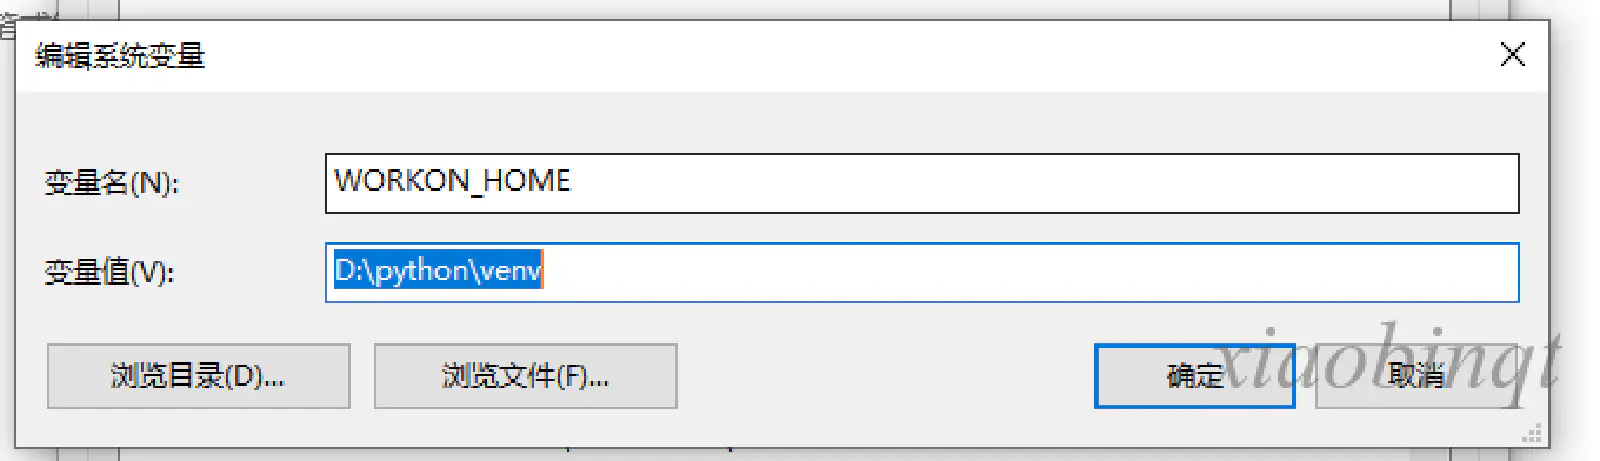 编辑系统变量
变量名(N):
WORKON_HOME
变量值(V):
D:\python\venv
浏览目录(D)...
浏览文件(F)...
确定
取消
xiaobinqt